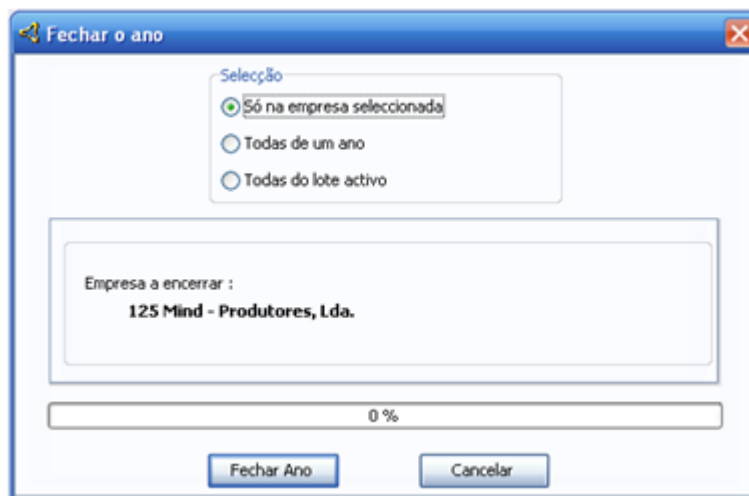 Fechar o ano
Selecção
Só na empresa seleccionada
Todas de um ano
Todas do lote activo
Empresa a encerrar :
125 Mind - Produtores, Lda.
0 %
Fechar Ano Cancelar